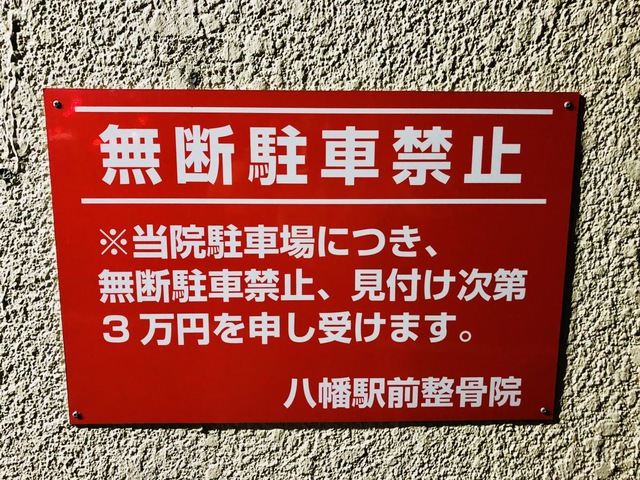 無断駐車禁止
※当院駐車場につき、
無断駐車禁止、見付け次第
３万円を申し受けます。
八幡駅前整骨院